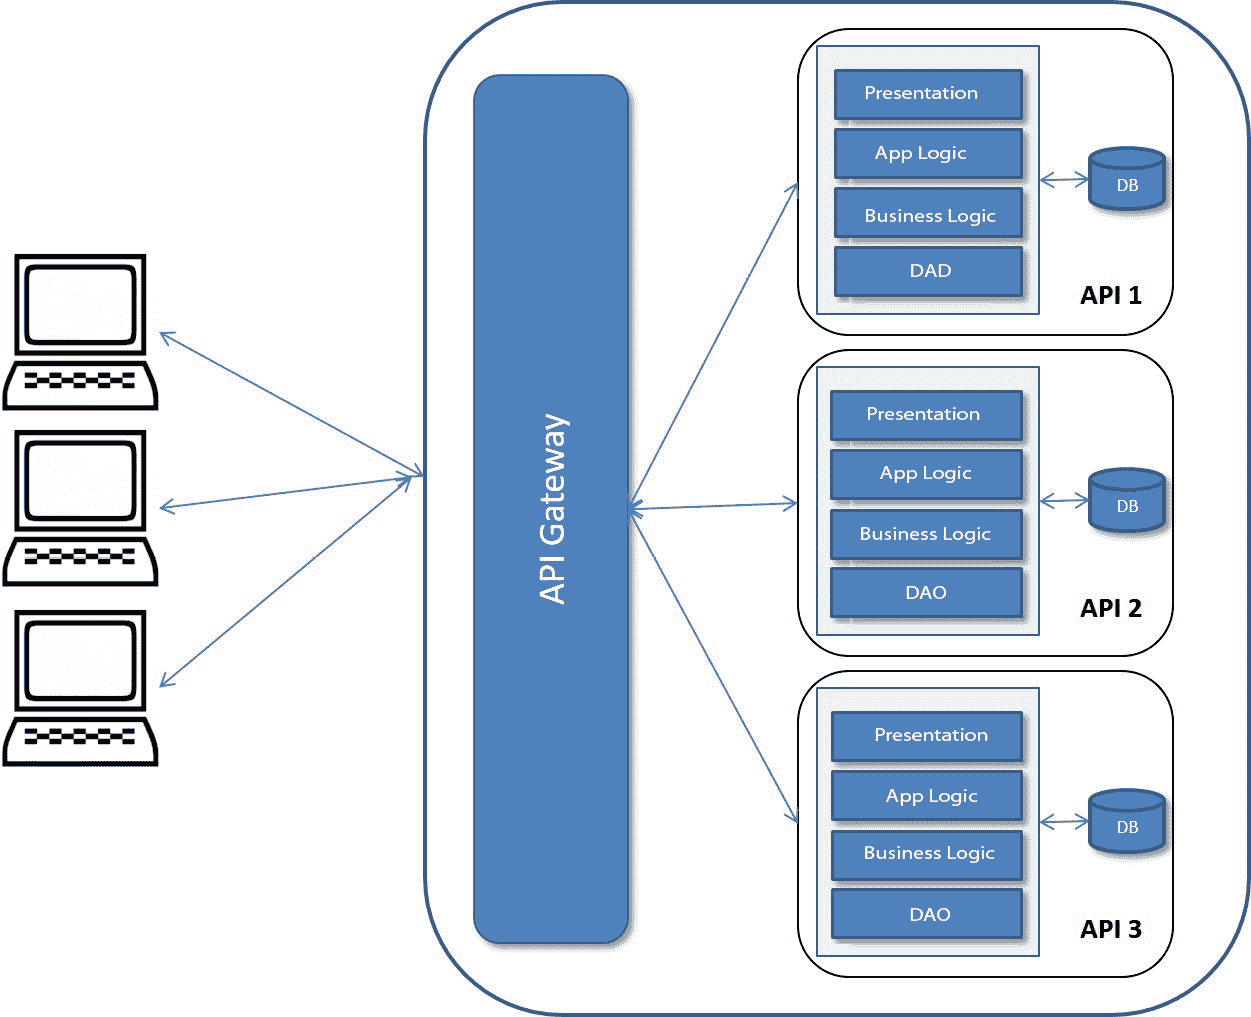 API Gateway
Presentation
App Logic
Business Logic
DAD
DB
API 1
Presentation
App Logic
Business Logic
DAO
DB
API 2
Presentation
App Logic
Business Logic
DAO
DB
API 3